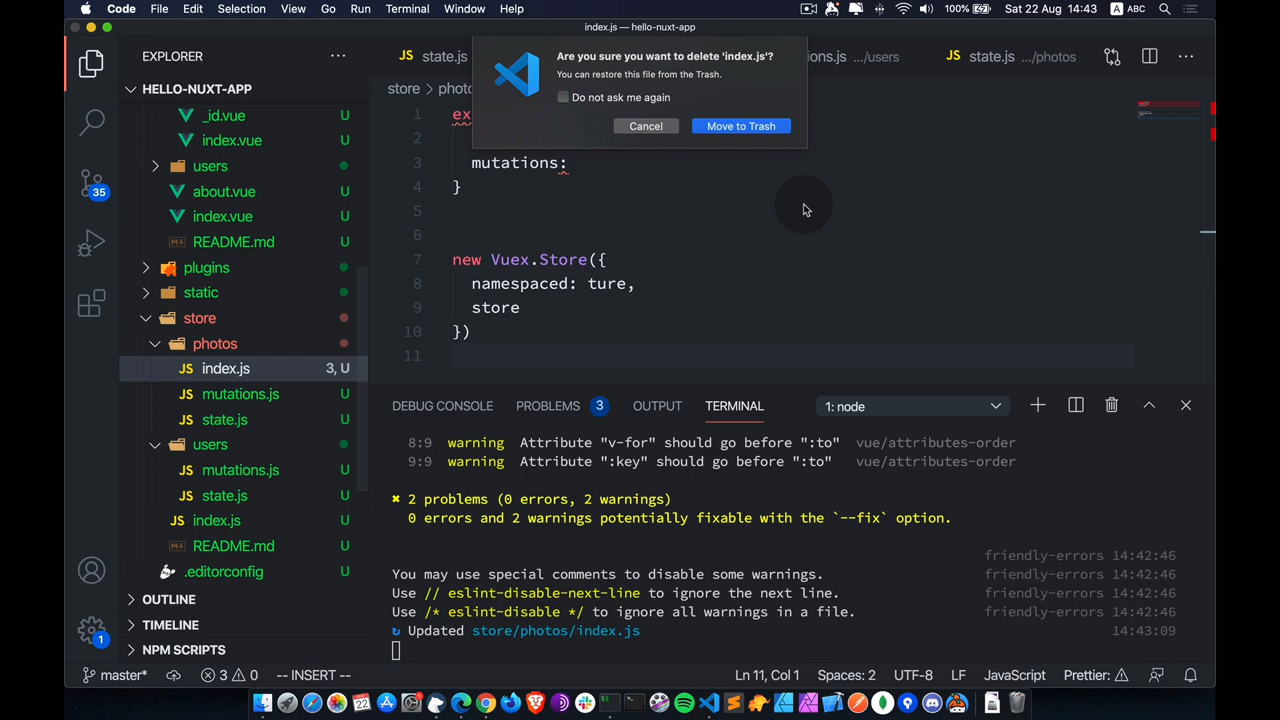 Code File Edit Selection View Go Run Terminal Window Help
100% Sat 22 Aug 14:43 A ABC
index.js — hello-nuxt-app
EXPLORER
HELLO-NUXT-APP
_id.vue U
index.vue U
users
about.vue U
index.vue U
README.md U
plugins
static
store
photos
JS index.js 3, U
JS mutations.js U
JS state.js U
users
JS mutations.js U
JS state.js U
JS index.js U
README.md U
.editorconfig U
OUTLINE
TIMELINE
NPM SCRIPTS
35
1
JS state.js
ions.js .../users
JS state.js .../photos
Are you sure you want to delete 'index.js'?
You can restore this file from the Trash.
Do not ask me again
Cancel
Move to Trash
store
photo
1 ex
2
3 mutations:
4 }
5
6
7 new Vuex.Store({
8 namespaced: ture,
9 store
10 })
11
DEBUG CONSOLE PROBLEMS 3 OUTPUT TERMINAL 1: node
8:9 warning Attribute "v-for" should go before ":to" vue/attributes-order
9:9 warning Attribute ":key" should go before ":to" vue/attributes-order
✖ 2 problems (0 errors, 2 warnings)
0 errors and 2 warnings potentially fixable with the `--fix` option.
friendly-errors 14:42:46
You may use special comments to disable some warnings. friendly-errors 14:42:46
Use // eslint-disable-next-line to ignore the next line. friendly-errors 14:42:46
Use /* eslint-disable */ to ignore all warnings in a file. friendly-errors 14:42:46
↻ Updated store/photos/index.js 14:43:09
master* 3 0 -- INSERT -- Ln 11, Col 1 Spaces: 2 UTF-8 LF JavaScript Prettier:
22